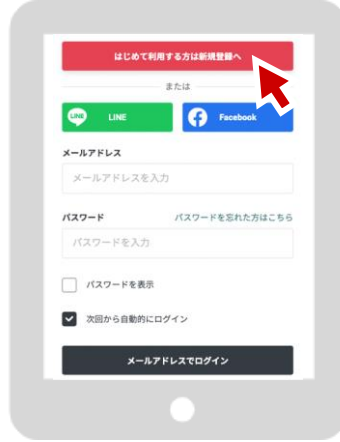 はじめて利用する方は新規登録へ
または
LINE LINE
Facebook
メールアドレス
メールアドレスを入力
パスワード パスワードを忘れた方はこちら
パスワードを入力
パスワードを表示
次回から自動的にログイン
メールアドレスでログイン